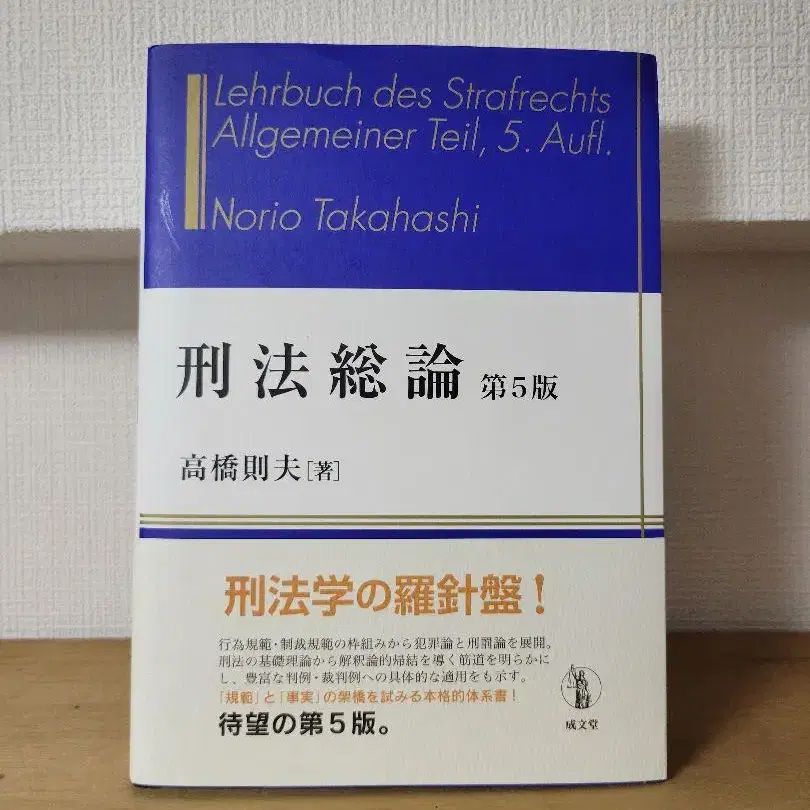 Lehrbuch des Strafrechts
Allgemeiner Teil, 5. Aufl.
Norio Takahashi
刑法総論 第5版
高橋則夫[著]
刑法学の羅針盤!
行為規範・制裁規範の枠組みから犯罪論と刑罰論を展開。
刑法の基礎理論から解釈論的帰結を導く筋道を明らかに
し、豊富な判例・裁判例への具体的な適用をも示す。
「規範」と「事実」の架橋を試みる本格的体系書!
待望の第5版。
成文堂